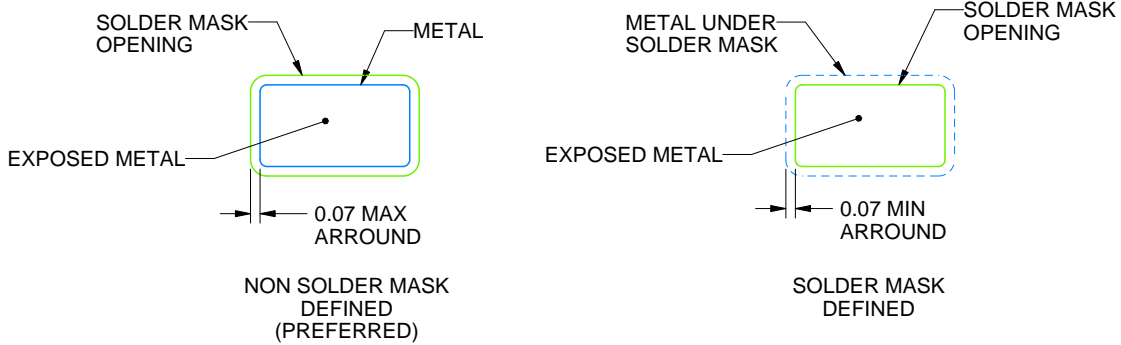 SOLDER MASK
OPENING
METAL
EXPOSED METAL
0.07 MAX
ARROUND
NON SOLDER MASK
DEFINED
(PREFERRED)
METAL UNDER
SOLDER MASK
SOLDER MASK
OPENING
EXPOSED METAL
0.07 MIN
ARROUND
SOLDER MASK
DEFINED